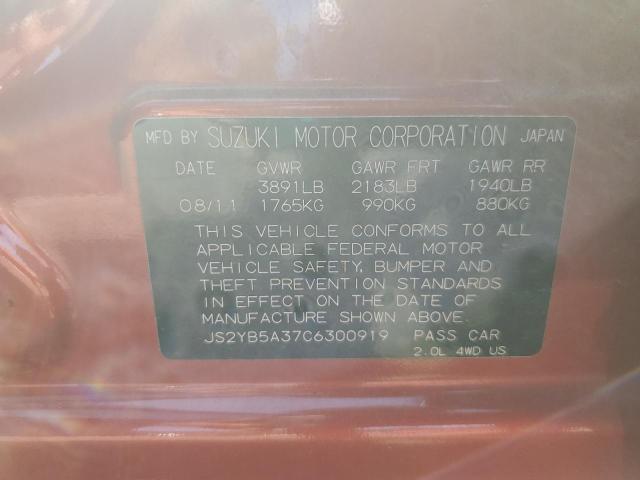 MFD BY SUZUKI MOTOR CORPORATION JAPAN
DATE GVWR GAWR FRT GAWR RR
3891LB 2183LB 1940LB
08/11 1765KG 990KG 880KG
THIS VEHICLE CONFORMS TO ALL
APPLICABLE FEDERAL MOTOR
VEHICLE SAFETY, BUMPER AND
THEFT PREVENTION STANDARDS
IN EFFECT ON THE DATE OF
MANUFACTURE SHOWN ABOVE.
JS2YB5A37C6300919 PASS CAR
2.0L 4WD US